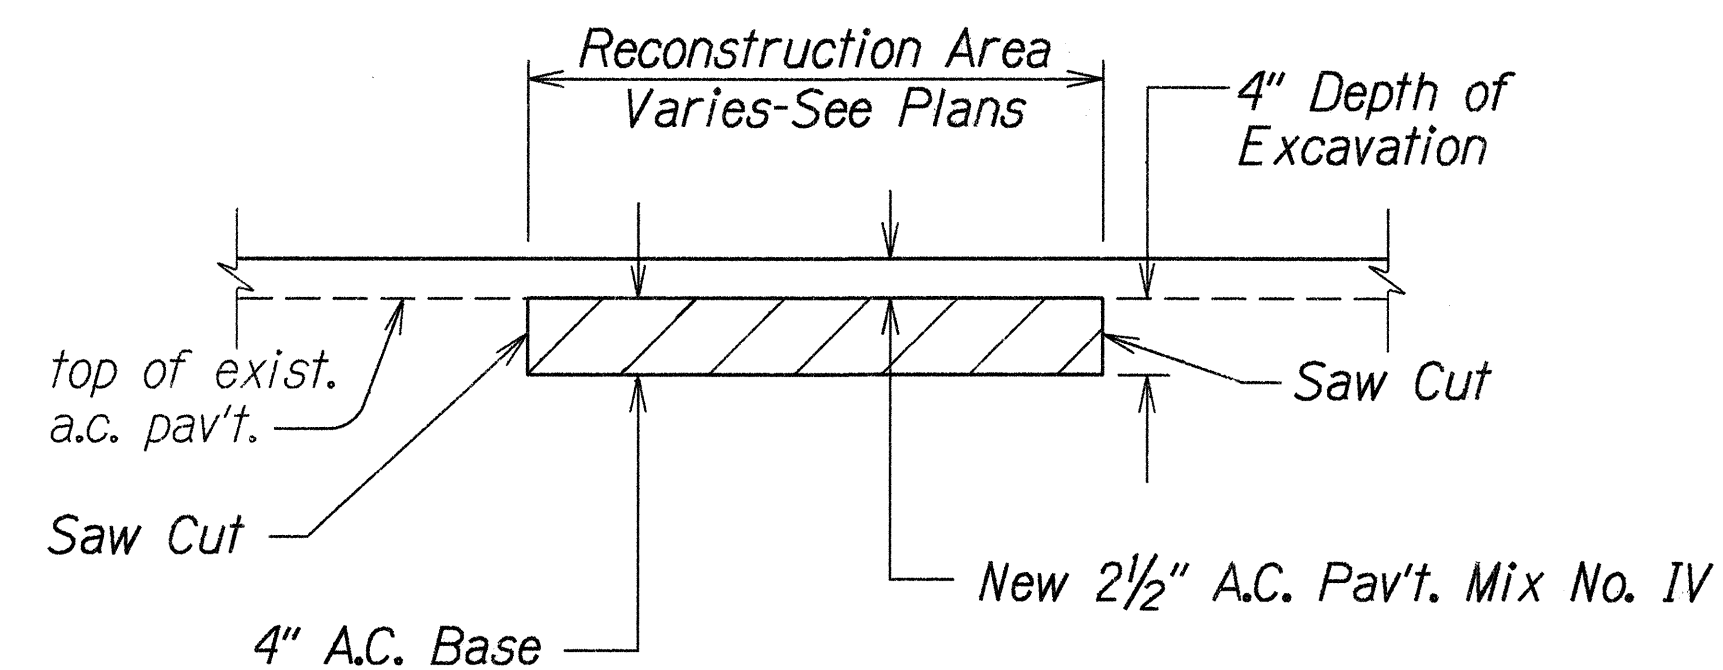 Reconstruction Area
Varies-See Plans
4" Depth of
Excavation
top of exist.
a.c. pav't.
Saw Cut
Saw Cut
New 2½" A.C. Pav't. Mix No. IV
4" A.C. Base